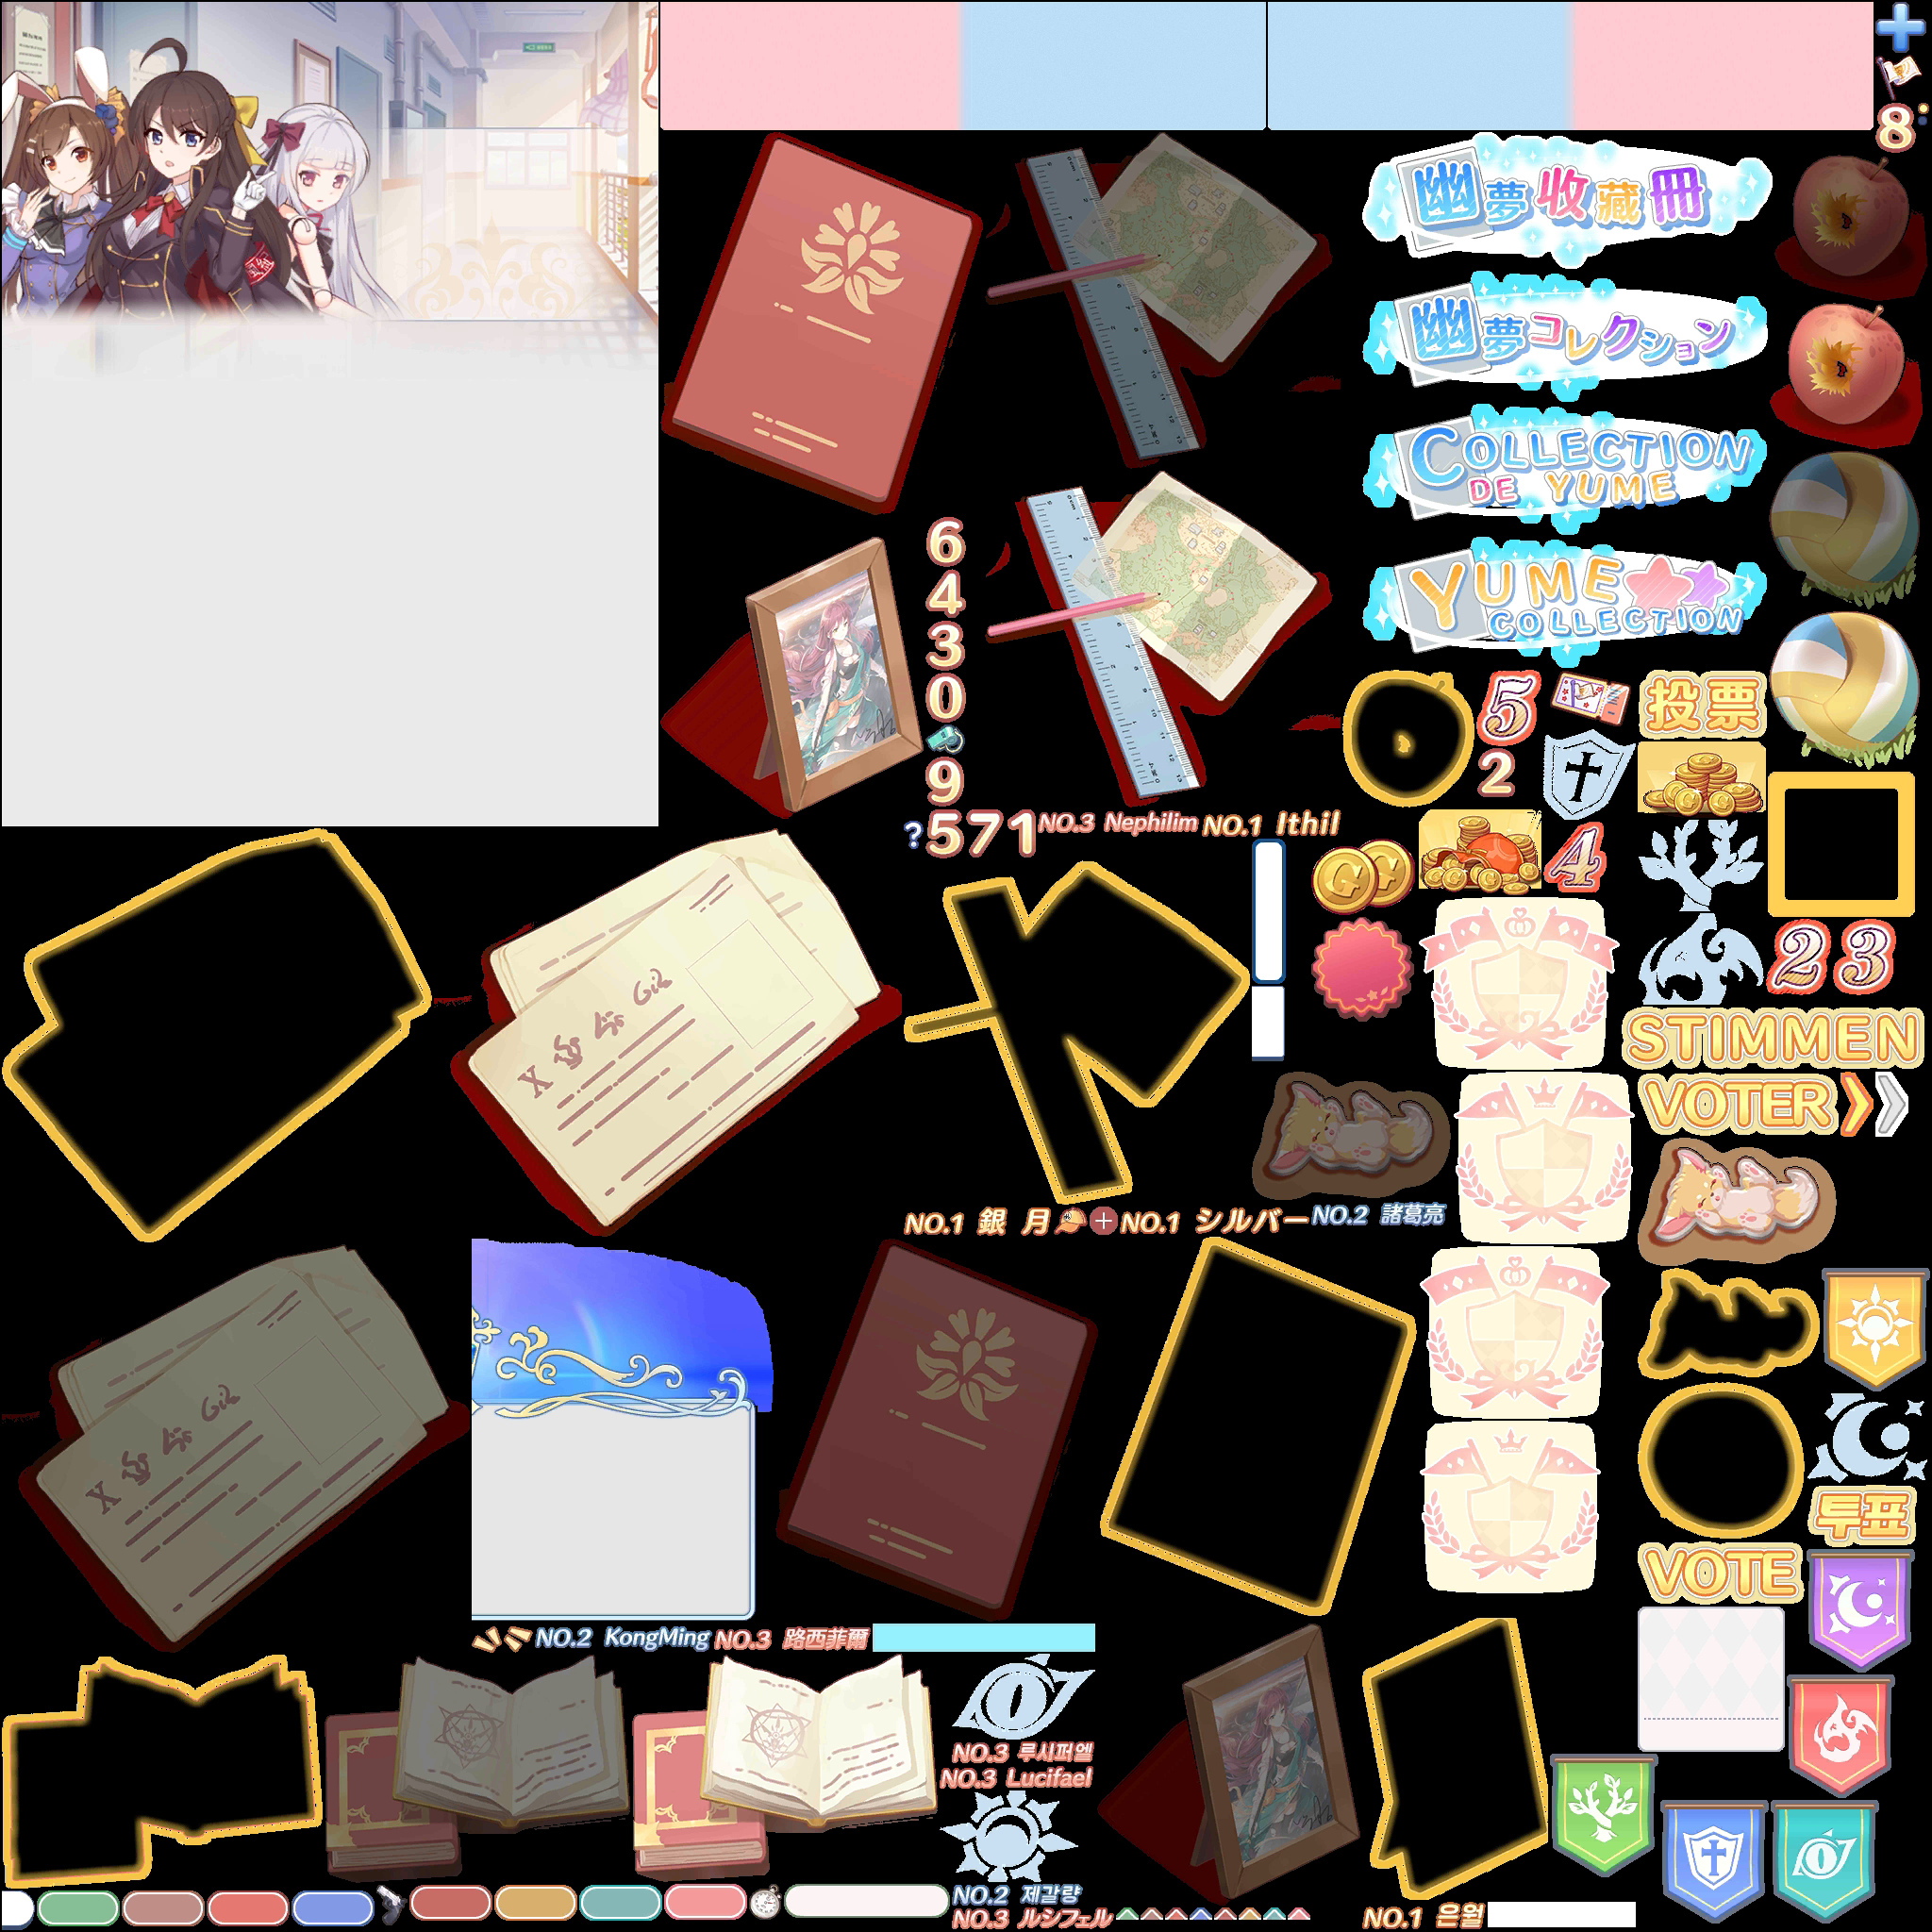 8
幽夢收藏冊
幽夢コレクション
COLLECTION
DE YUME
YUME
COLLECTION
6
4
3
0
9
?571
NO.3 Nephilim
NO.1 Ithil
5
2
投票
4
2 3
STIMMEN
VOTER
NO.1 銀 月
NO.1 シルバー
NO.2 諸葛亮
투표
VOTE
NO.2 KongMing
NO.3 路西菲爾
NO.3 루시퍼엘
NO.3 Lucifael
NO.2 제갈량
NO.3 ルシフェル
NO.1 은월